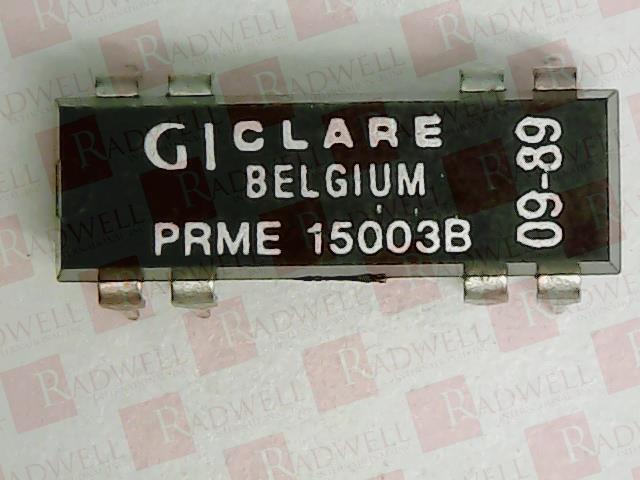 GI CLARE
BELGIUM
PRME 15003B
09-89
RADWELL